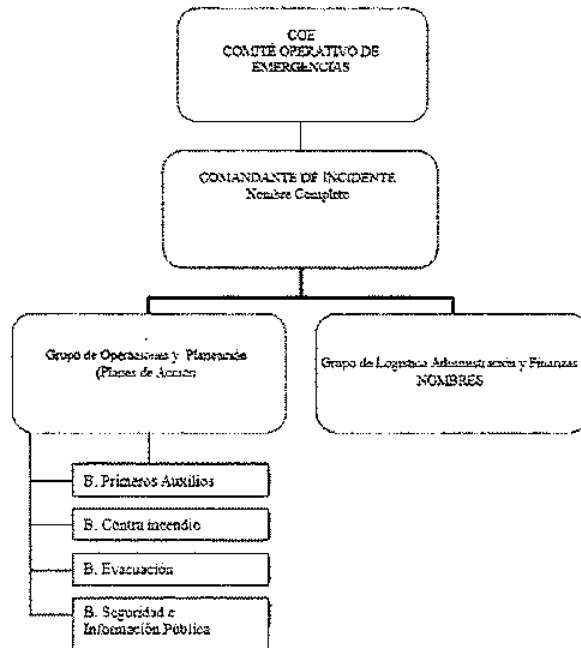 COE
COMITÉ OPERATIVO DE
EMERGENCIAS
COMANDANTE DE INCIDENTE
Nombre Completo
Grupo de Operaciones y Planeación
(Planes de Acción
Grupo de Logística Administración y Finanzas
NOMBRES
B. Primeros Auxilios
B. Contra incendio
B. Evacuación
B. Seguridad e
Información Pública